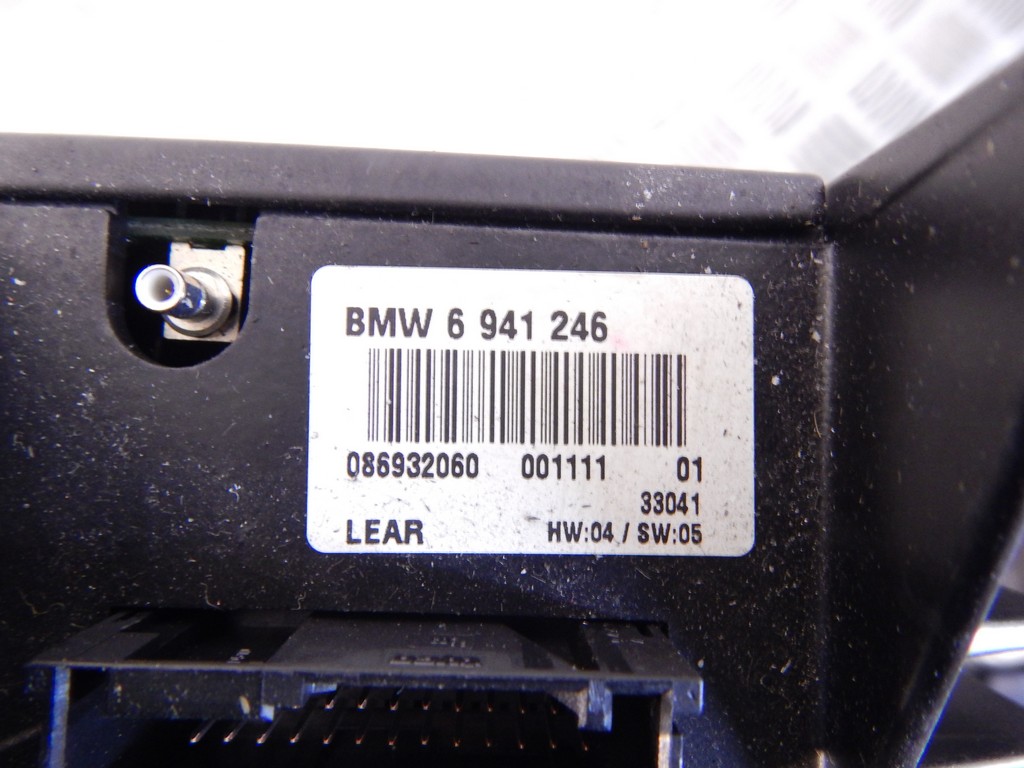 BMW 6 941 246
086932060 001111 01
33041
LEAR HW:04 / SW:05